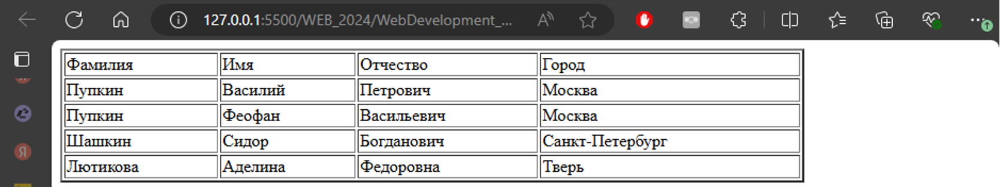 127.0.0.1:5500/WEB_2024/WebDevelopment_...
Фамилия Имя Отчество Город
Пупкин Василий Петрович Москва
Пупкин Феофан Васильевич Москва
Шашкин Сидор Богданович Санкт-Петербург
Я
Лютикова Аделина Федоровна Тверь